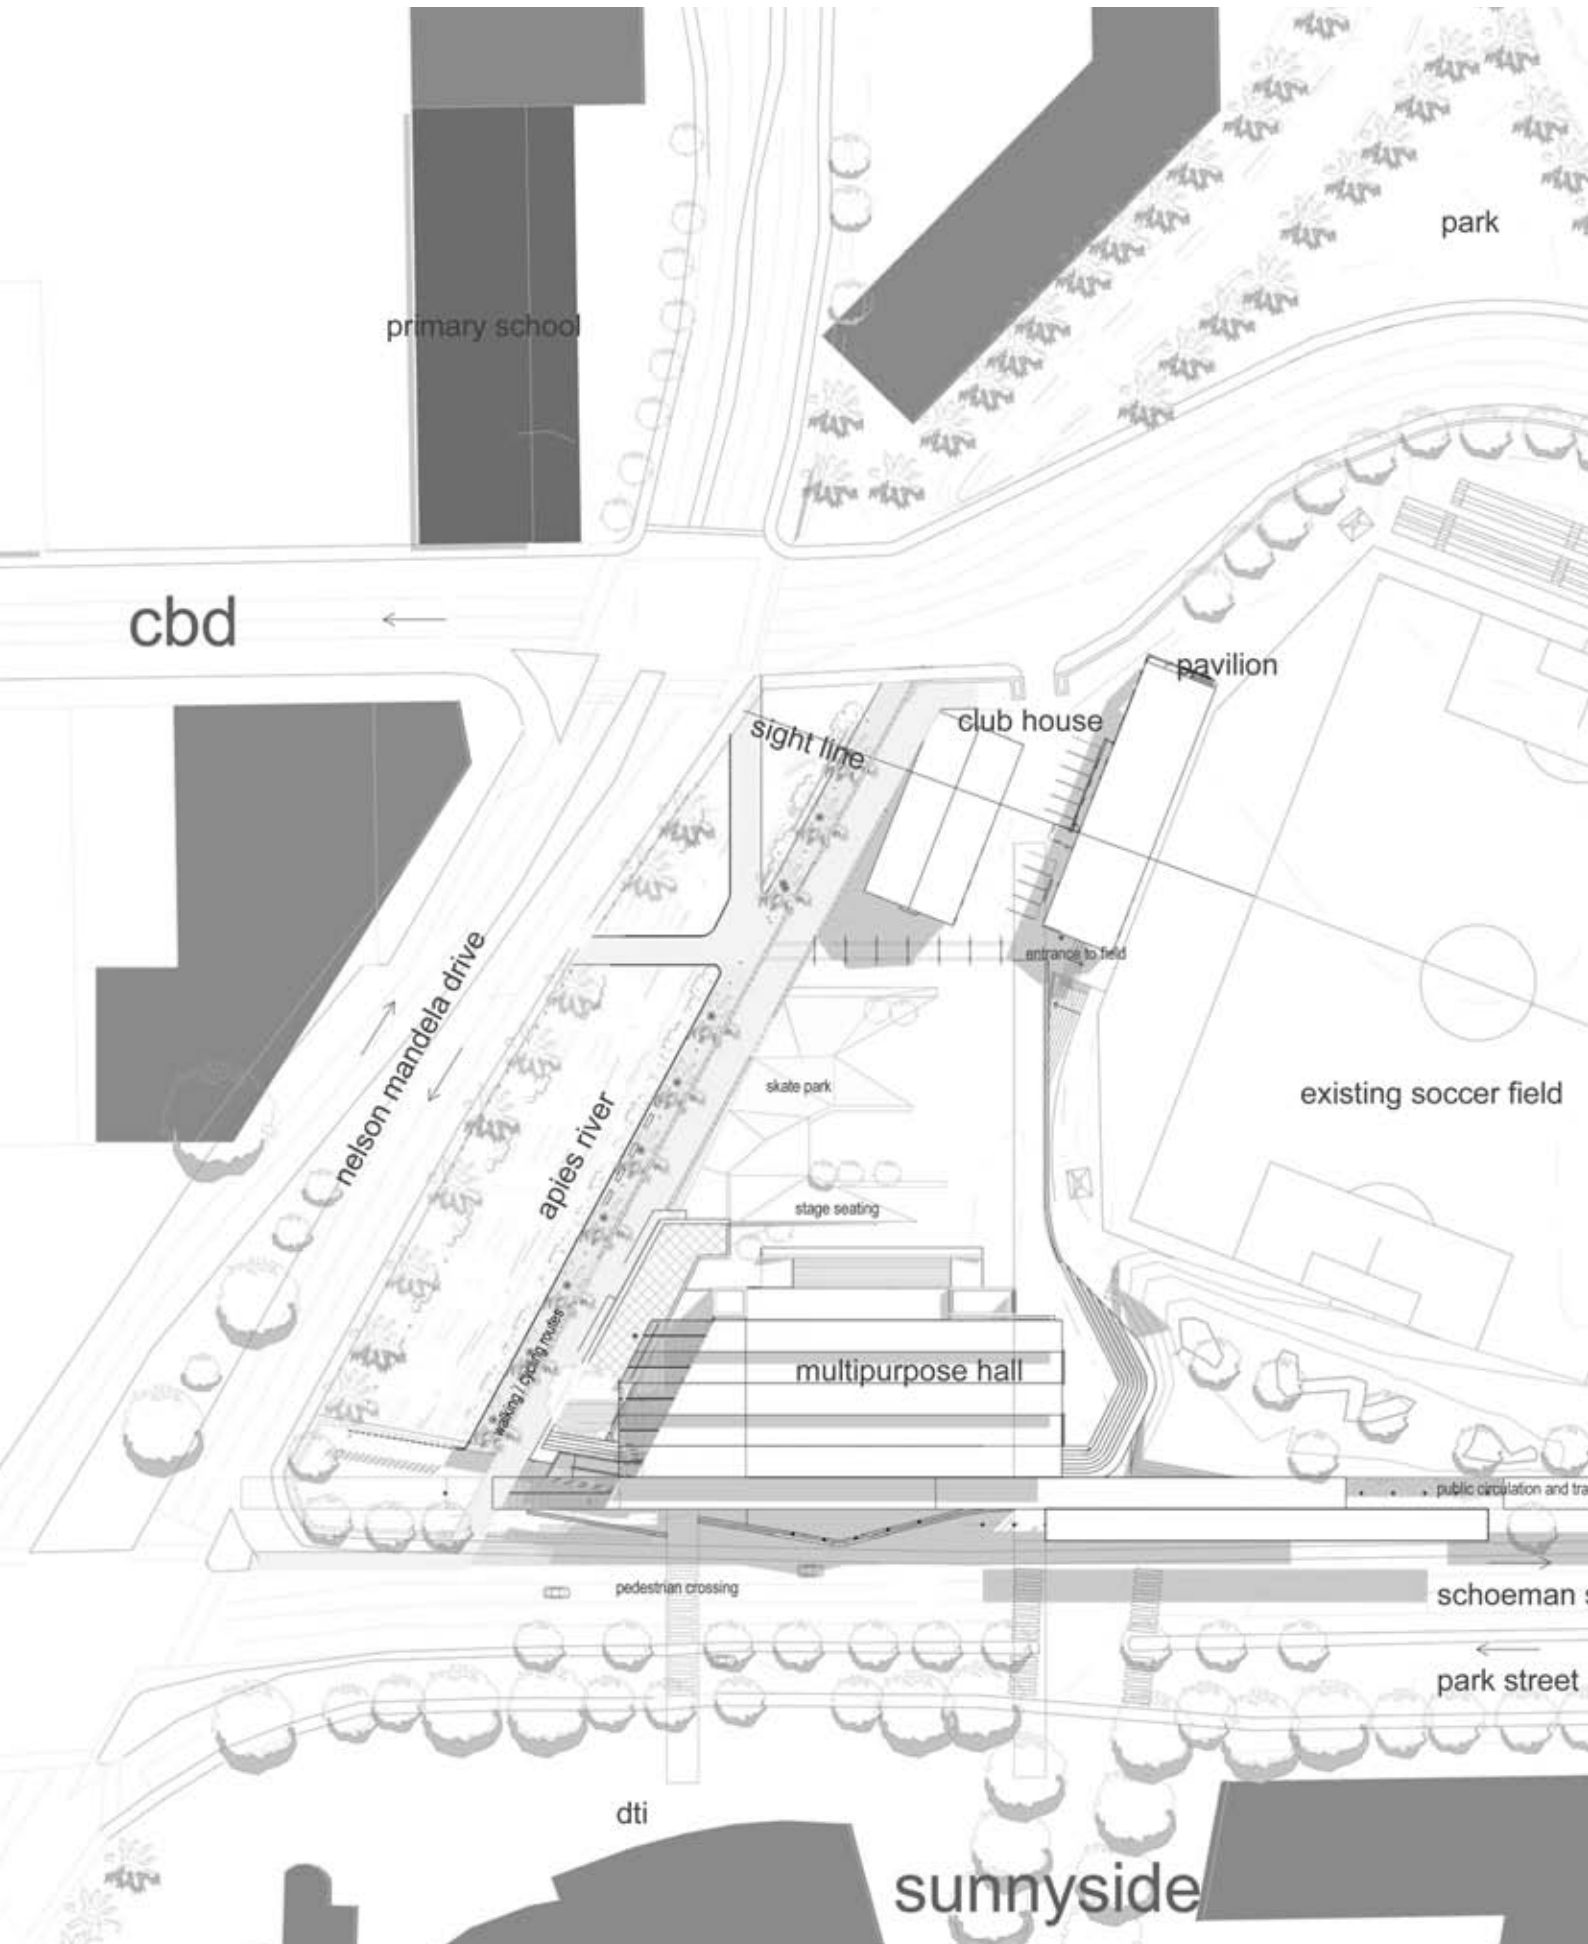 park
primary school
cbd
pavilion
club house
sight line
entrance to field
nelson mandela drive
skate park
existing soccer field
apies river
stage seating
walking / cycling routes
multipurpose hall
public circulation and tra
pedestrian crossing
schoeman s
park street
dti
sunnyside